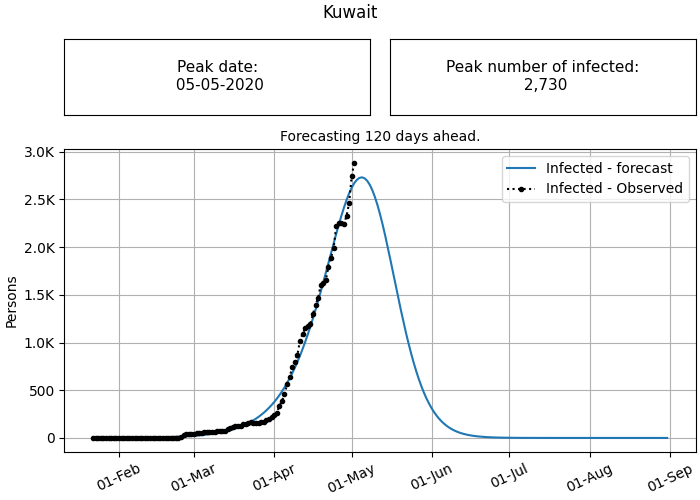 Kuwait
Peak date:
05-05-2020
Peak number of infected:
2,730
Forecasting 120 days ahead.
3.0K
2.5K
2.0K
1.5K
1.0K
500
0
Persons
Infected - forecast
Infected - Observed
01-Feb
01-Mar
01-Apr
01-May
01-Jun
01-Jul
01-Aug
01-Sep